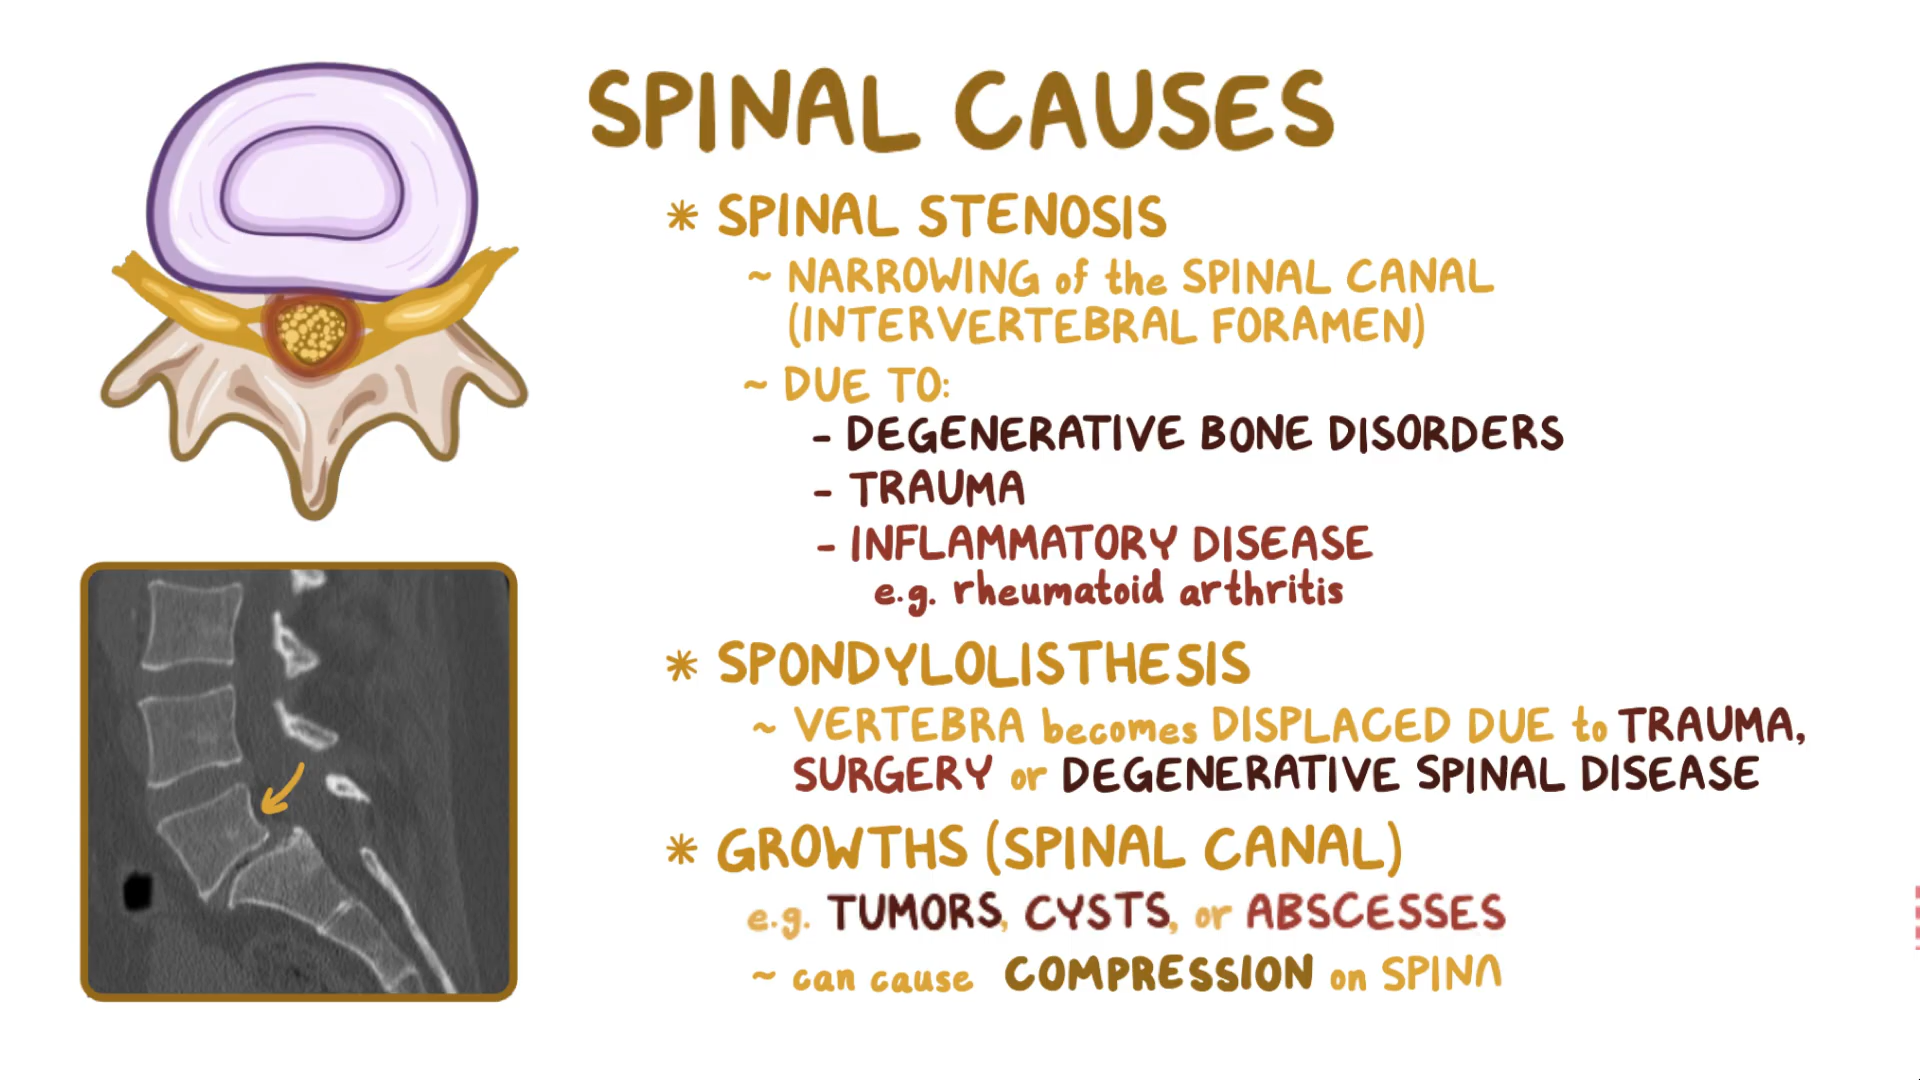 SPINAL CAUSES
* SPINAL STENOSIS
~ NARROWING of the SPINAL CANAL
(INTERVERTEBRAL FORAMEN)
~ DUE TO:
- DEGENERATIVE BONE DISORDERS
- TRAUMA
- INFLAMMATORY DISEASE
e.g. rheumatoid arthritis
* SPONDYLOLISTHESIS
~ VERTEBRA becomes DISPLACED DUE to TRAUMA,
SURGERY or DEGENERATIVE SPINAL DISEASE
* GROWTHS (SPINAL CANAL)
e.g. TUMORS, CYSTS, or ABSCESSES
~ can cause COMPRESSION on